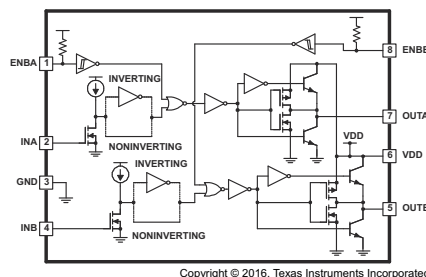 ENBA 1
8 ENBB
INVERTING
7 OUTA
INA 2
NONINVERTING
VDD
INVERTING
6 VDD
GND 3
5 OUTB
INB 4
NONINVERTING
Copyright © 2016, Texas Instruments Incorporated